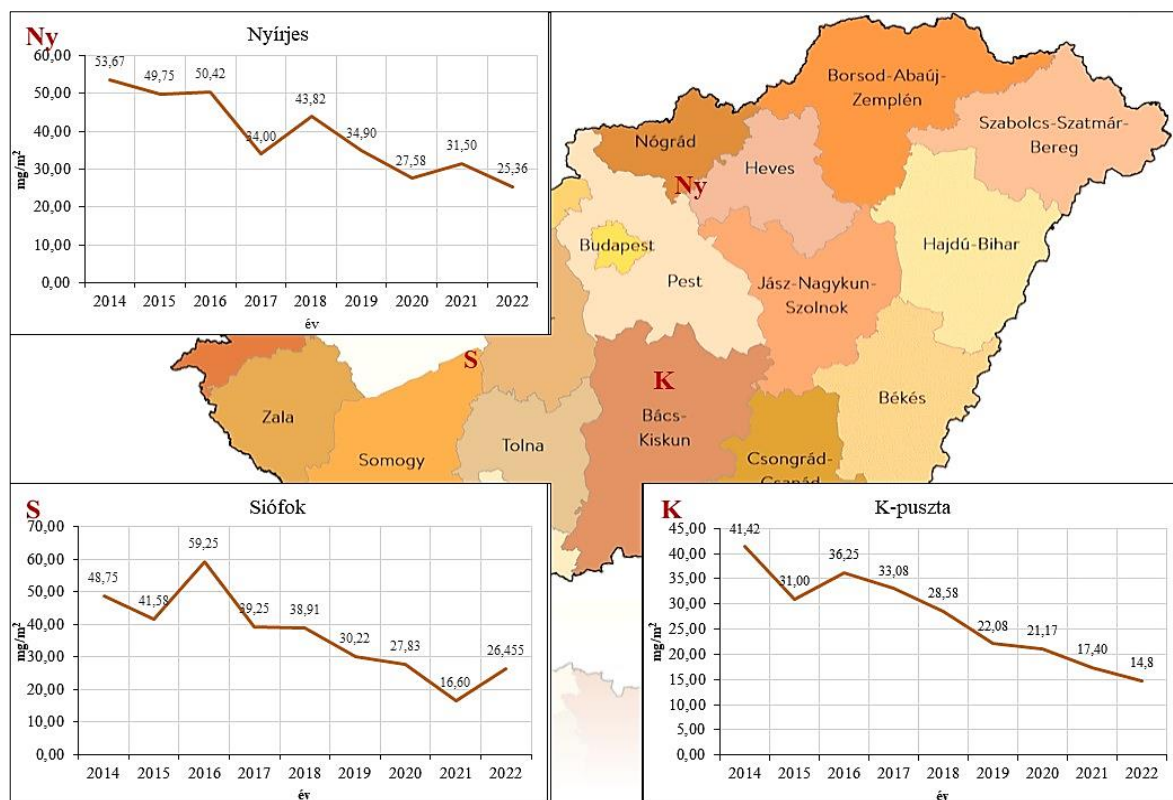 Ny
Nyírjes
60,00
50,00
40,00
30,00
20,00
10,00
0,00
mg/m²
53,67
49,75
50,42
34,00
43,82
34,90
27,58
31,50
25,36
2014 2015 2016 2017 2018 2019 2020 2021 2022
év
Borsod-Abaúj-
Zemplén
Szabolcs-Szatmár-
Bereg
Nógrád
Ny
Heves
Budapest
Hajdú-Bihar
Pest
Jász-Nagykun-
Szolnok
S
K
Zala
Bács-
Kiskun
Békés
Tolna
Somogy
Csongrád-
Csanád
S
Siófok
70,00
60,00
50,00
40,00
30,00
20,00
10,00
0,00
mg/m²
48,75
41,58
59,25
39,25
38,91
30,22
27,83
16,60
26,455
2014 2015 2016 2017 2018 2019 2020 2021 2022
év
K
K-puszta
45,00
40,00
35,00
30,00
25,00
20,00
15,00
10,00
5,00
0,00
mg/m²
41,42
31,00
36,25
33,08
28,58
22,08
21,17
17,40
14,8
2014 2015 2016 2017 2018 2019 2020 2021 2022
év